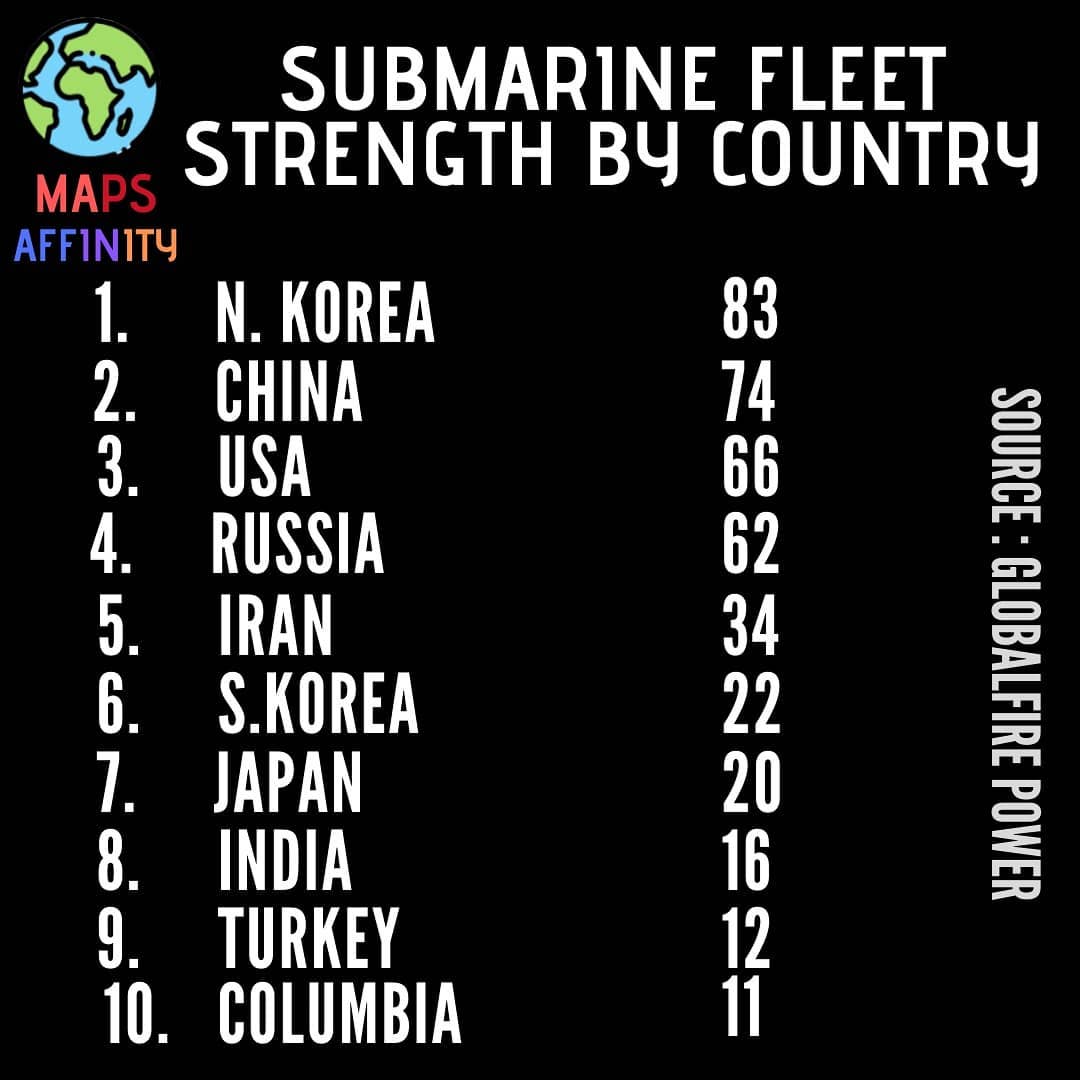 SUBMARINE FLEET
STRENGTH BY COUNTRY
MAPS
AFFINITY
1. N. KOREA 83
2. CHINA 74
3. USA 66
4. RUSSIA 62
5. IRAN 34
6. S.KOREA 22
7. JAPAN 20
8. INDIA 16
9. TURKEY 12
10. COLUMBIA 11
SOURCE : GLOBALFIRE POWER